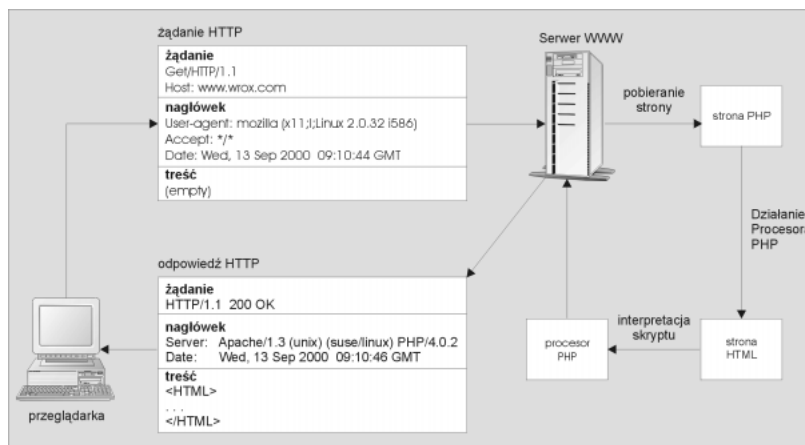 żądanie HTTP
żądanie
Get/HTTP/1.1
Host: www.wrox.com
nagłówek
User-agent: mozilla (x11;I;Linux 2.0.32 i586)
Accept: */*
Date: Wed, 13 Sep 2000 09:10:44 GMT
treść
(empty)
Serwer WWW
pobieranie
strony
strona PHP
Działanie
Procesora
PHP
odpowiedź HTTP
żądanie
HTTP/1.1 200 OK
nagłówek
Server: Apache/1.3 (unix) (suse/linux) PHP/4.0.2
Date: Wed, 13 Sep 2000 09:10:46 GMT
treść
<HTML>
. . .
</HTML>
przeglądarka
procesor
PHP
interpretacja
skryptu
strona
HTML